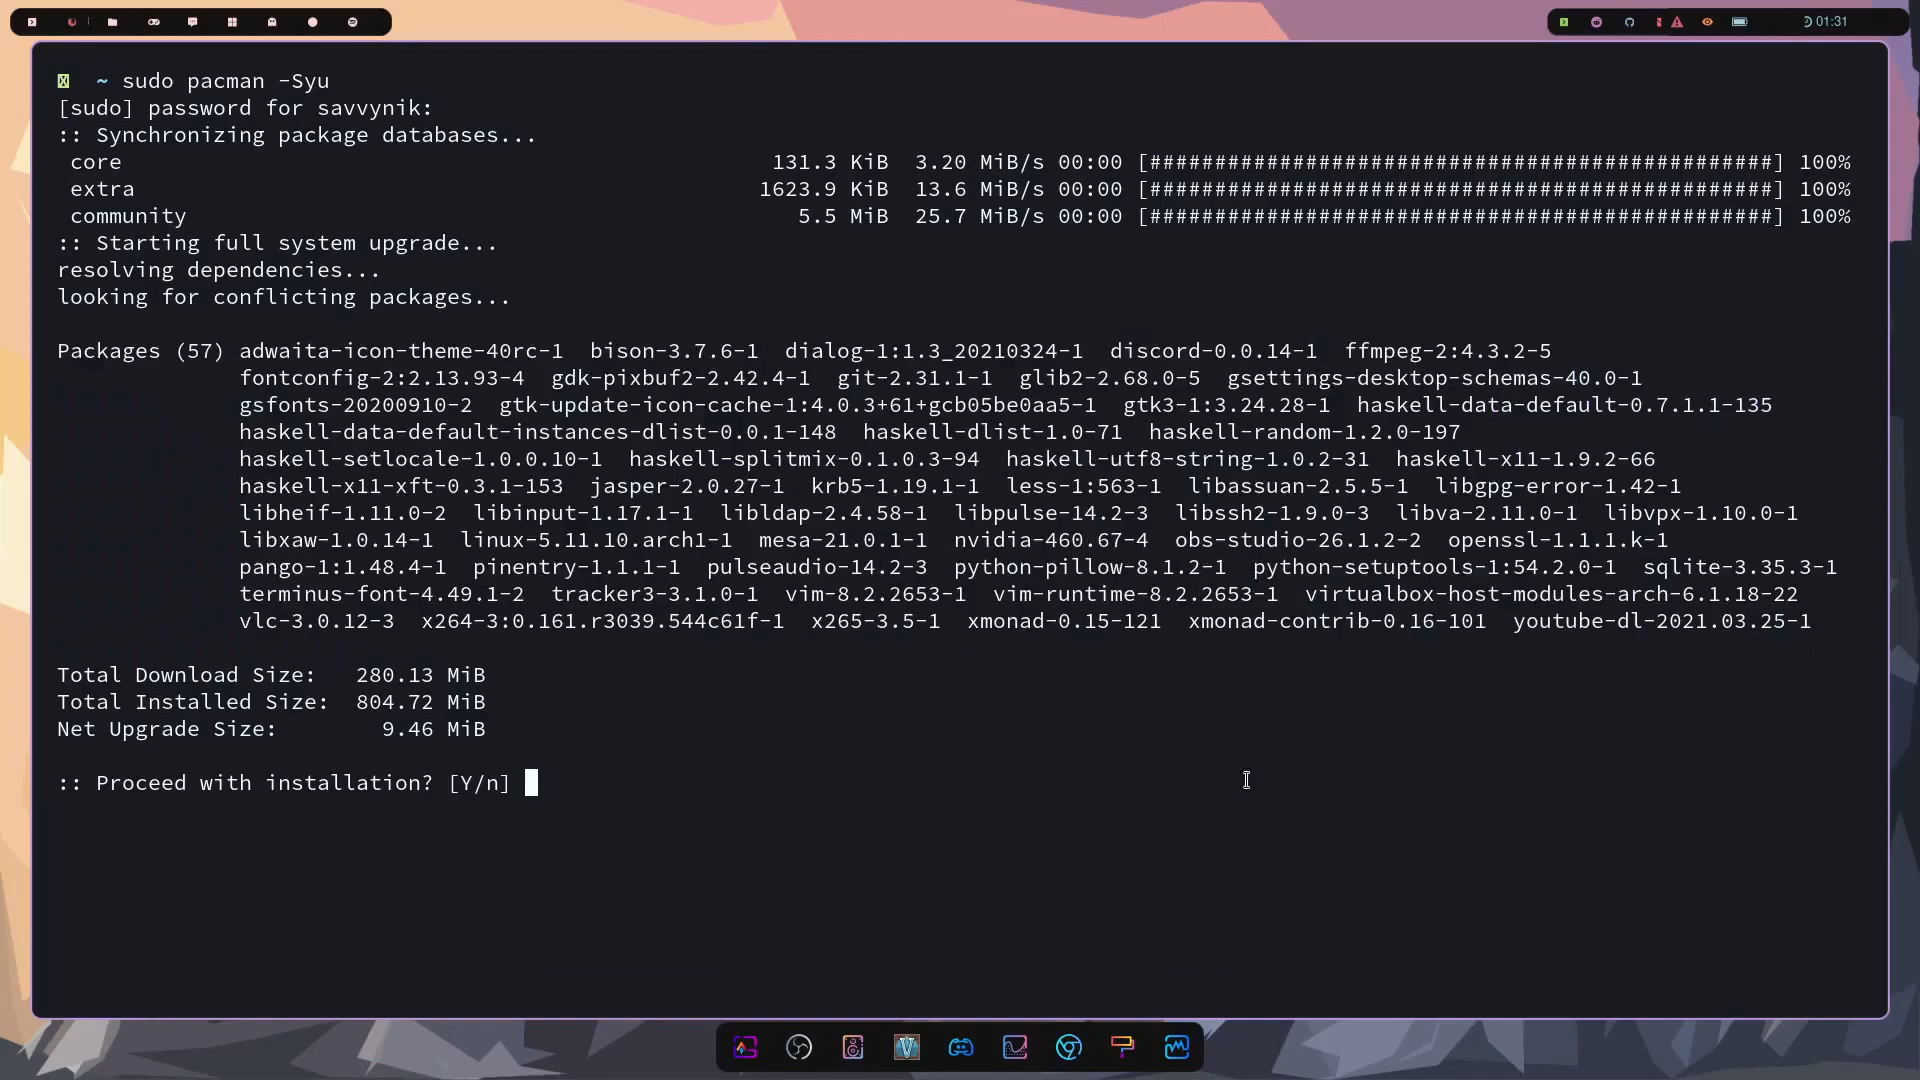 01:31
~ sudo pacman -Syu
[sudo] password for savvynik:
:: Synchronizing package databases...
core 131.3 KiB 3.20 MiB/s 00:00 [################################################] 100%
extra 1623.9 KiB 13.6 MiB/s 00:00 [################################################] 100%
community 5.5 MiB 25.7 MiB/s 00:00 [################################################] 100%
:: Starting full system upgrade...
resolving dependencies...
looking for conflicting packages...
Packages (57) adwaita-icon-theme-40rc-1 bison-3.7.6-1 dialog-1:1.3_20210324-1 discord-0.0.14-1 ffmpeg-2:4.3.2-5
fontconfig-2:2.13.93-4 gdk-pixbuf2-2.42.4-1 git-2.31.1-1 glib2-2.68.0-5 gsettings-desktop-schemas-40.0-1
gsfonts-20200910-2 gtk-update-icon-cache-1:4.0.3+61+gcb05be0aa5-1 gtk3-1:3.24.28-1 haskell-data-default-0.7.1.1-135
haskell-data-default-instances-dlist-0.0.1-148 haskell-dlist-1.0-71 haskell-random-1.2.0-197
haskell-setlocale-1.0.0.10-1 haskell-splitmix-0.1.0.3-94 haskell-utf8-string-1.0.2-31 haskell-x11-1.9.2-66
haskell-x11-xft-0.3.1-153 jasper-2.0.27-1 krb5-1.19.1-1 less-1:563-1 libassuan-2.5.5-1 libgpg-error-1.42-1
libheif-1.11.0-2 libinput-1.17.1-1 libldap-2.4.58-1 libpulse-14.2-3 libssh2-1.9.0-3 libva-2.11.0-1 libvpx-1.10.0-1
libxaw-1.0.14-1 linux-5.11.10.arch1-1 mesa-21.0.1-1 nvidia-460.67-4 obs-studio-26.1.2-2 openssl-1.1.1.k-1
pango-1:1.48.4-1 pinentry-1.1.1-1 pulseaudio-14.2-3 python-pillow-8.1.2-1 python-setuptools-1:54.2.0-1 sqlite-3.35.3-1
terminus-font-4.49.1-2 tracker3-3.1.0-1 vim-8.2.2653-1 vim-runtime-8.2.2653-1 virtualbox-host-modules-arch-6.1.18-22
vlc-3.0.12-3 x264-3:0.161.r3039.544c61f-1 x265-3.5-1 xmonad-0.15-121 xmonad-contrib-0.16-101 youtube-dl-2021.03.25-1
Total Download Size: 280.13 MiB
Total Installed Size: 804.72 MiB
Net Upgrade Size: 9.46 MiB
:: Proceed with installation? [Y/n]